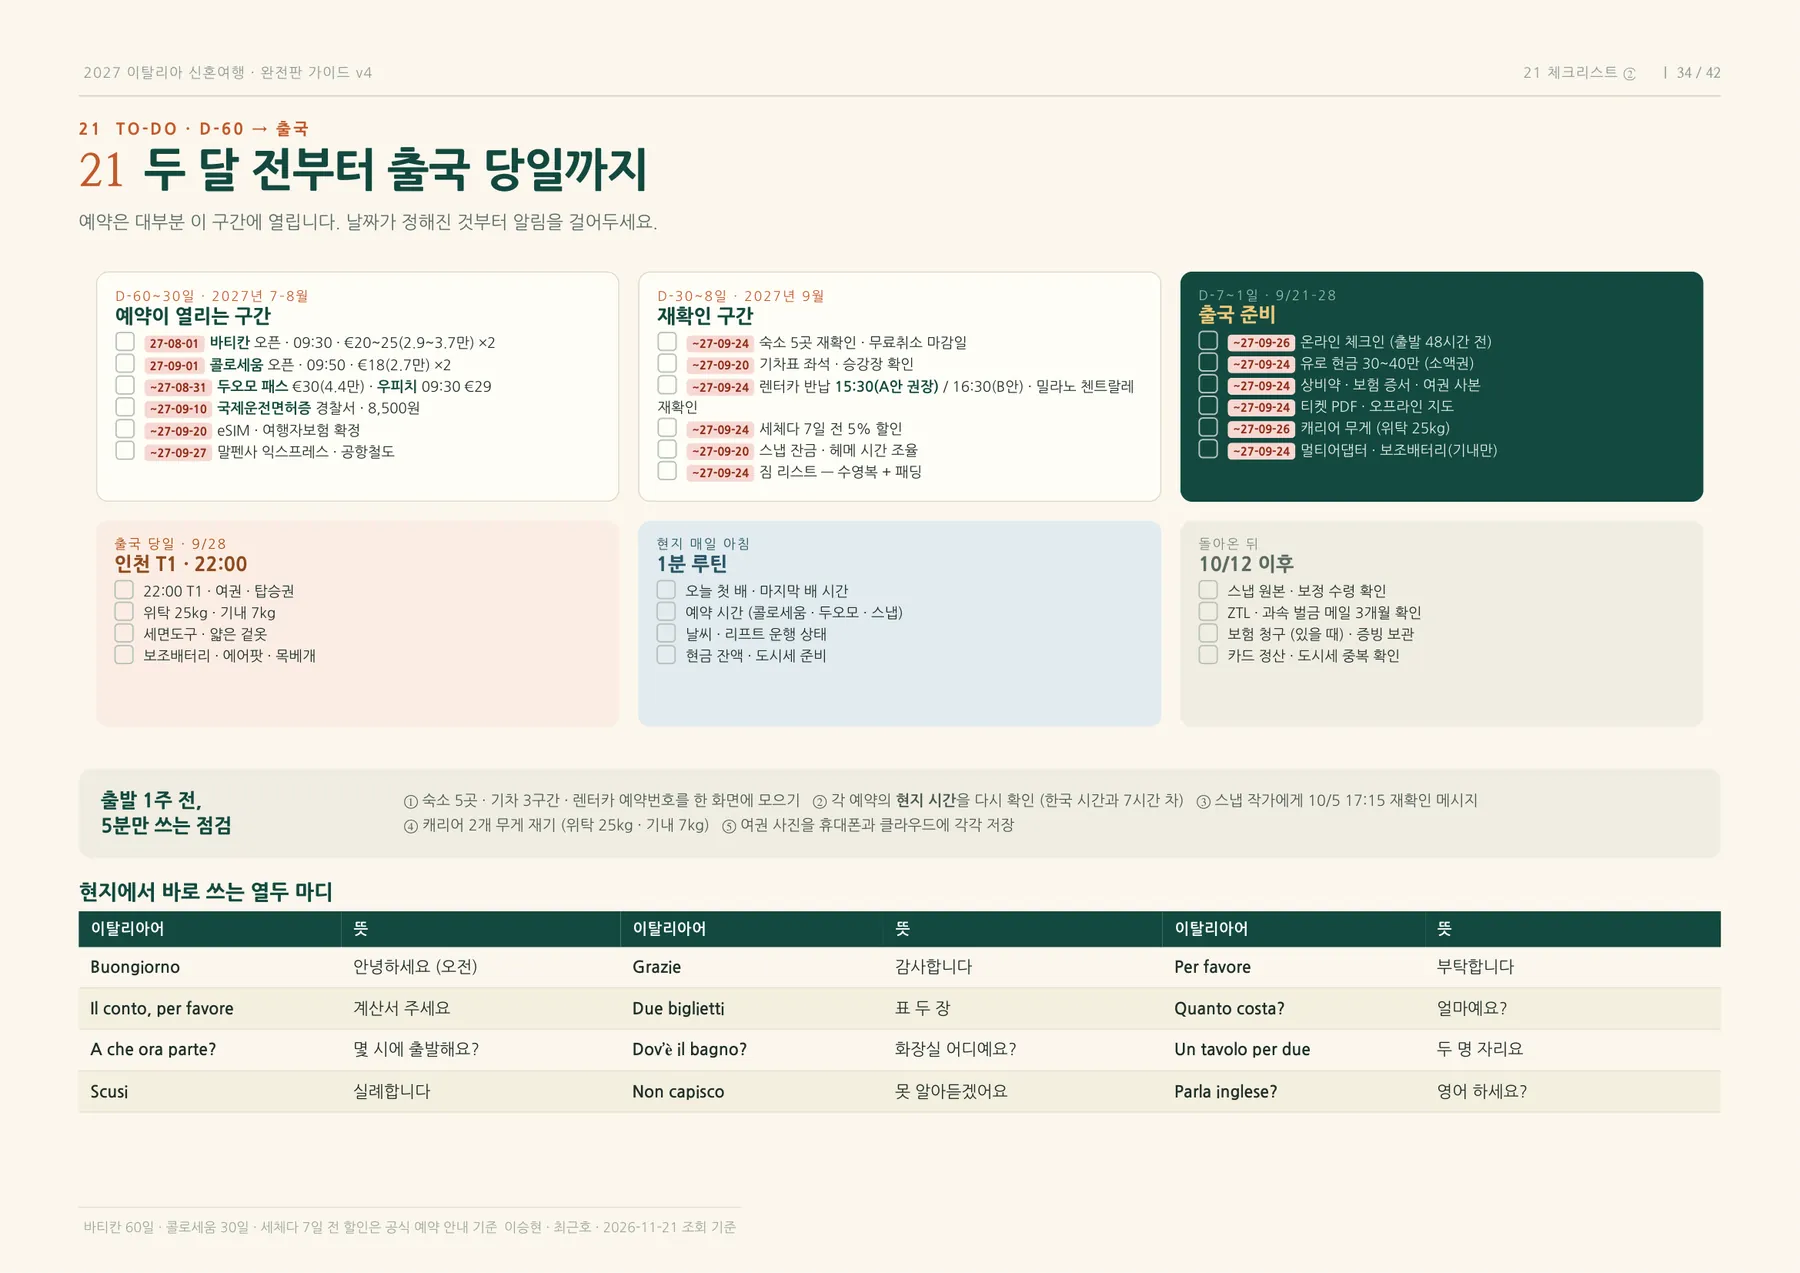 2027 이탈리아 신혼여행 · 완전판 가이드 v4
21 체크리스트 ② | 34 / 42
21 TO-DO · D-60 → 출국
21 두 달 전부터 출국 당일까지
예약은 대부분 이 구간에 열립니다. 날짜가 정해진 것부터 알림을 걸어두세요.
D-60~30일 · 2027년 7-8월
예약이 열리는 구간
27-08-01 바티칸 오픈 · 09:30 · €20~25(2.9~3.7만) ×2
27-09-01 콜로세움 오픈 · 09:50 · €18(2.7만) ×2
~27-08-31 두오모 패스 €30(4.4만) · 우피치 09:30 €29
~27-09-10 국제운전면허증 경찰서 · 8,500원
~27-09-20 eSIM · 여행자보험 확정
~27-09-27 말펜사 익스프레스 · 공항철도
D-30~8일 · 2027년 9월
재확인 구간
~27-09-24 숙소 5곳 재확인 · 무료취소 마감일
~27-09-20 기차표 좌석 · 승강장 확인
~27-09-24 렌터카 반납 15:30(A안 권장) / 16:30(B안) · 밀라노 첸트랄레
재확인
~27-09-24 세체다 7일 전 5% 할인
~27-09-20 스냅 잔금 · 헤메 시간 조율
~27-09-24 짐 리스트 — 수영복 + 패딩
D-7~1일 · 9/21-28
출국 준비
~27-09-26 온라인 체크인 (출발 48시간 전)
~27-09-24 유로 현금 30~40만 (소액권)
~27-09-24 상비약 · 보험 증서 · 여권 사본
~27-09-24 티켓 PDF · 오프라인 지도
~27-09-26 캐리어 무게 (위탁 25kg)
~27-09-24 멀티어댑터 · 보조배터리(기내만)
출국 당일 · 9/28
인천 T1 · 22:00
22:00 T1 · 여권 · 탑승권
위탁 25kg · 기내 7kg
세면도구 · 얇은 겉옷
보조배터리 · 에어팟 · 목베개
현지 매일 아침
1분 루틴
오늘 첫 배 · 마지막 배 시간
예약 시간 (콜로세움 · 두오모 · 스냅)
날씨 · 리프트 운행 상태
현금 잔액 · 도시세 준비
돌아온 뒤
10/12 이후
스냅 원본 · 보정 수령 확인
ZTL · 과속 벌금 메일 3개월 확인
보험 청구 (있을 때) · 증빙 보관
카드 정산 · 도시세 중복 확인
출발 1주 전,
5분만 쓰는 점검
① 숙소 5곳 · 기차 3구간 · 렌터카 예약번호를 한 화면에 모으기 ② 각 예약의 현지 시간을 다시 확인 (한국 시간과 7시간 차) ③ 스냅 작가에게 10/5 17:15 재확인 메시지
④ 캐리어 2개 무게 재기 (위탁 25kg · 기내 7kg) ⑤ 여권 사진을 휴대폰과 클라우드에 각각 저장
현지에서 바로 쓰는 열두 마디
이탈리아어 뜻 이탈리아어 뜻 이탈리아어 뜻
Buongiorno 안녕하세요 (오전) Grazie 감사합니다 Per favore 부탁합니다
Il conto, per favore 계산서 주세요 Due biglietti 표 두 장 Quanto costa? 얼마예요?
A che ora parte? 몇 시에 출발해요? Dov'è il bagno? 화장실 어디예요? Un tavolo per due 두 명 자리요
Scusi 실례합니다 Non capisco 못 알아듣겠어요 Parla inglese? 영어 하세요?
바티칸 60일 · 콜로세움 30일 · 세체다 7일 전 할인은 공식 예약 안내 기준 이승현 · 최근호 · 2026-11-21 조회 기준